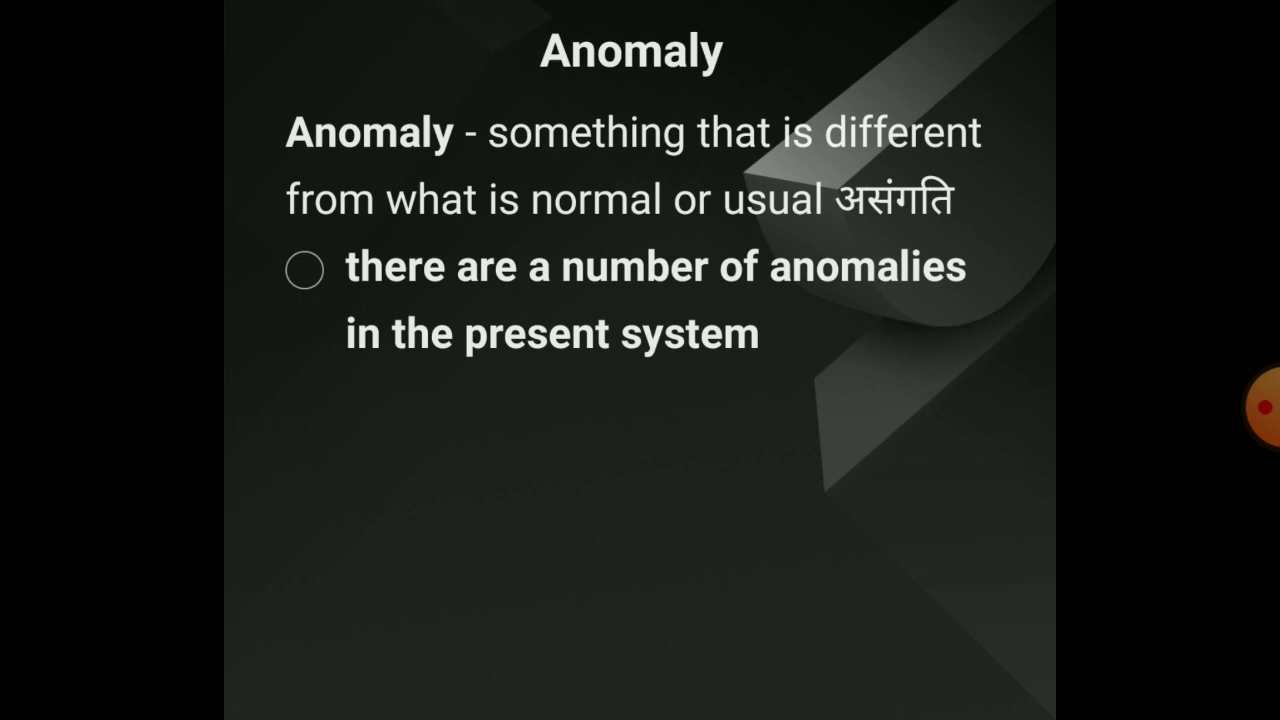 Anomaly
Anomaly - something that is different
from what is normal or usual असंगति
there are a number of anomalies
in the present system